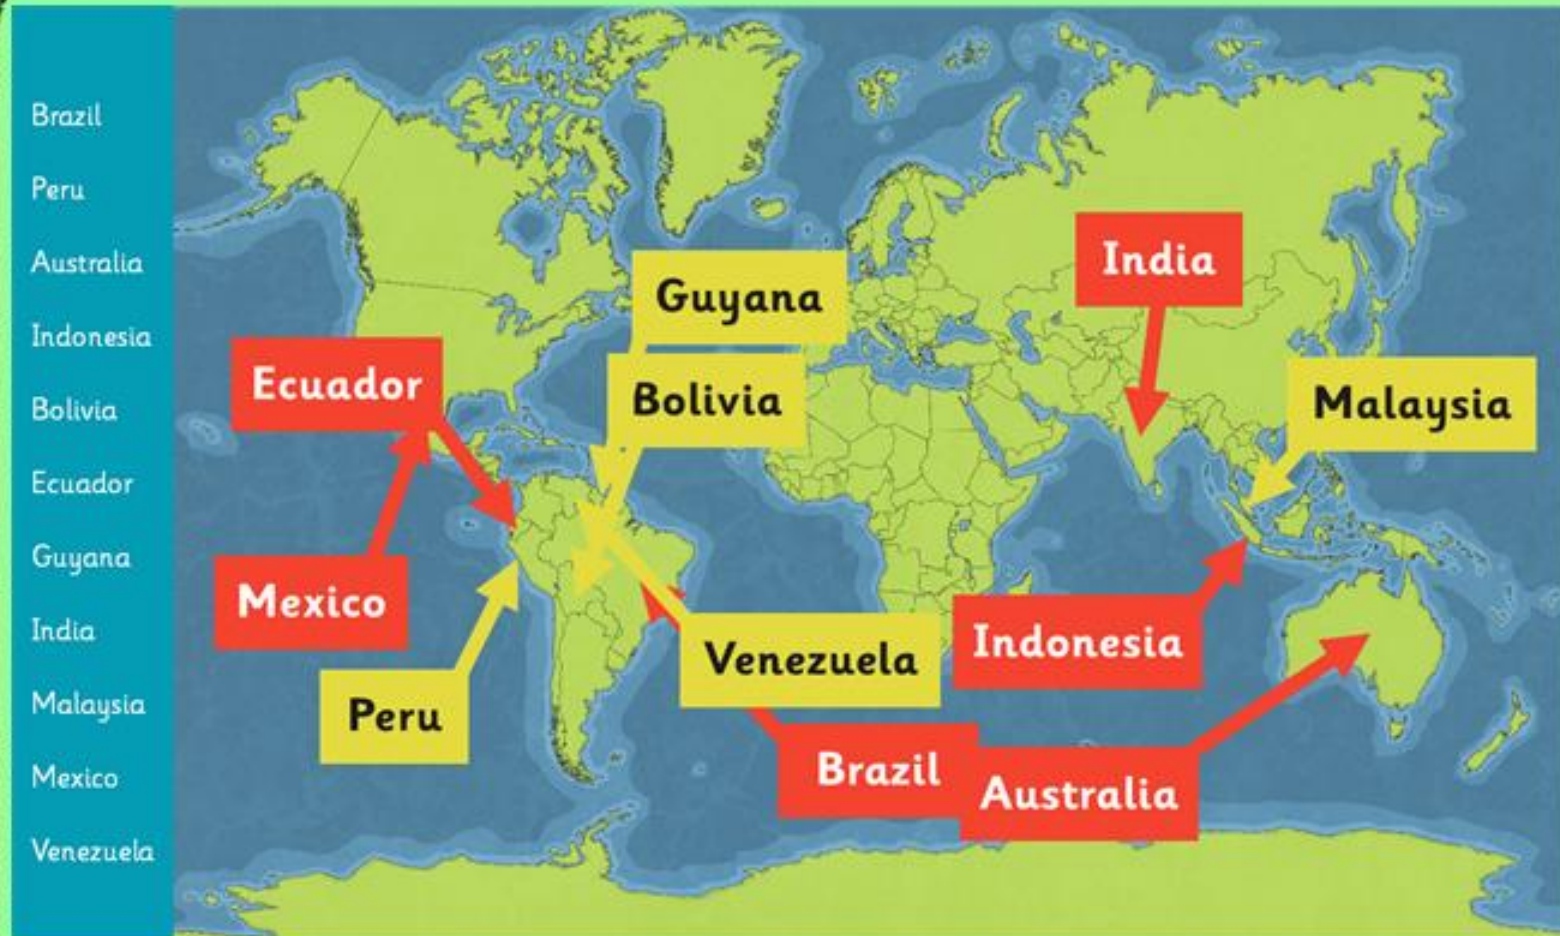 Brazil
Peru
Australia
Indonesia
Bolivia
Ecuador
Guyana
India
Malaysia
Mexico
Venezuela
India
Guyana
Ecuador
Bolivia
Malaysia
Mexico
Indonesia
Venezuela
Peru
Brazil
Australia